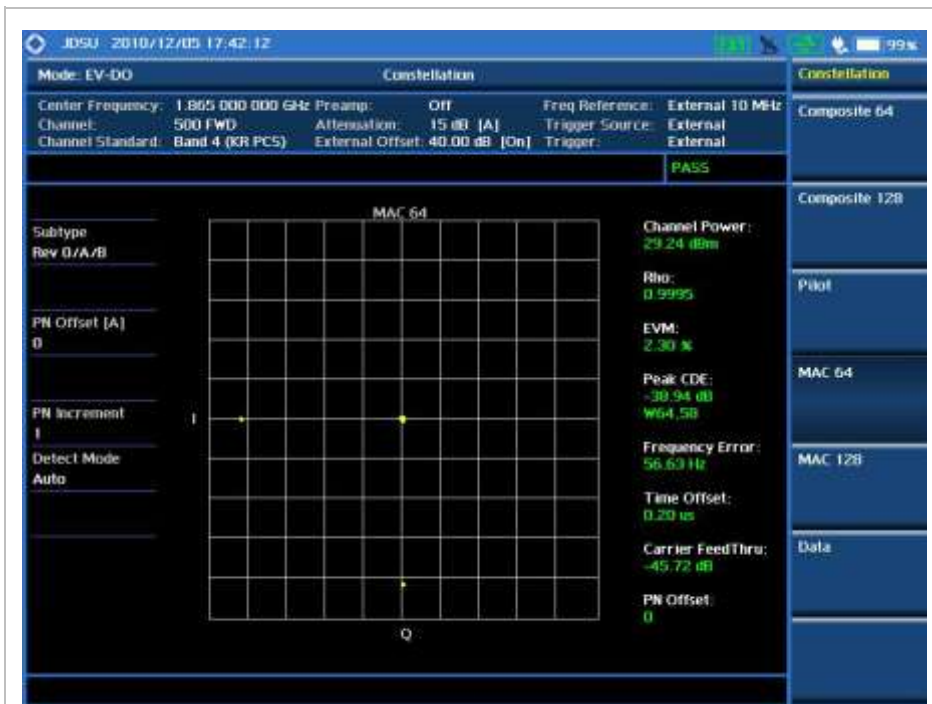 JDSU 2010/12/05 17:42:12
99%
Mode: EV-DO
Constellation
Constellation
Center Frequency: 1.865 000 000 GHz Preamp: Off Freq Reference: External 10 MHz
Channel: 500 FWD Attenuation: 15 dB [A] Trigger Source: External
Channel Standard: Band 4 (KR PCS) External Offset: 40.00 dB [On] Trigger: External
PASS
MAC 64
Subtype
Rev 0/A/B
PN Offset [A]
0
PN Increment
1
Detect Mode
Auto
I
Q
Channel Power:
29.24 dBm
Rho:
0.9995
EVM:
2.30 %
Peak CDE:
-38.94 dB
W64,58
Frequency Error:
56.63 Hz
Time Offset:
0.20 us
Carrier FeedThru:
-45.72 dB
PN Offset:
0
Composite 64
Composite 128
Pilot
MAC 64
MAC 128
Data